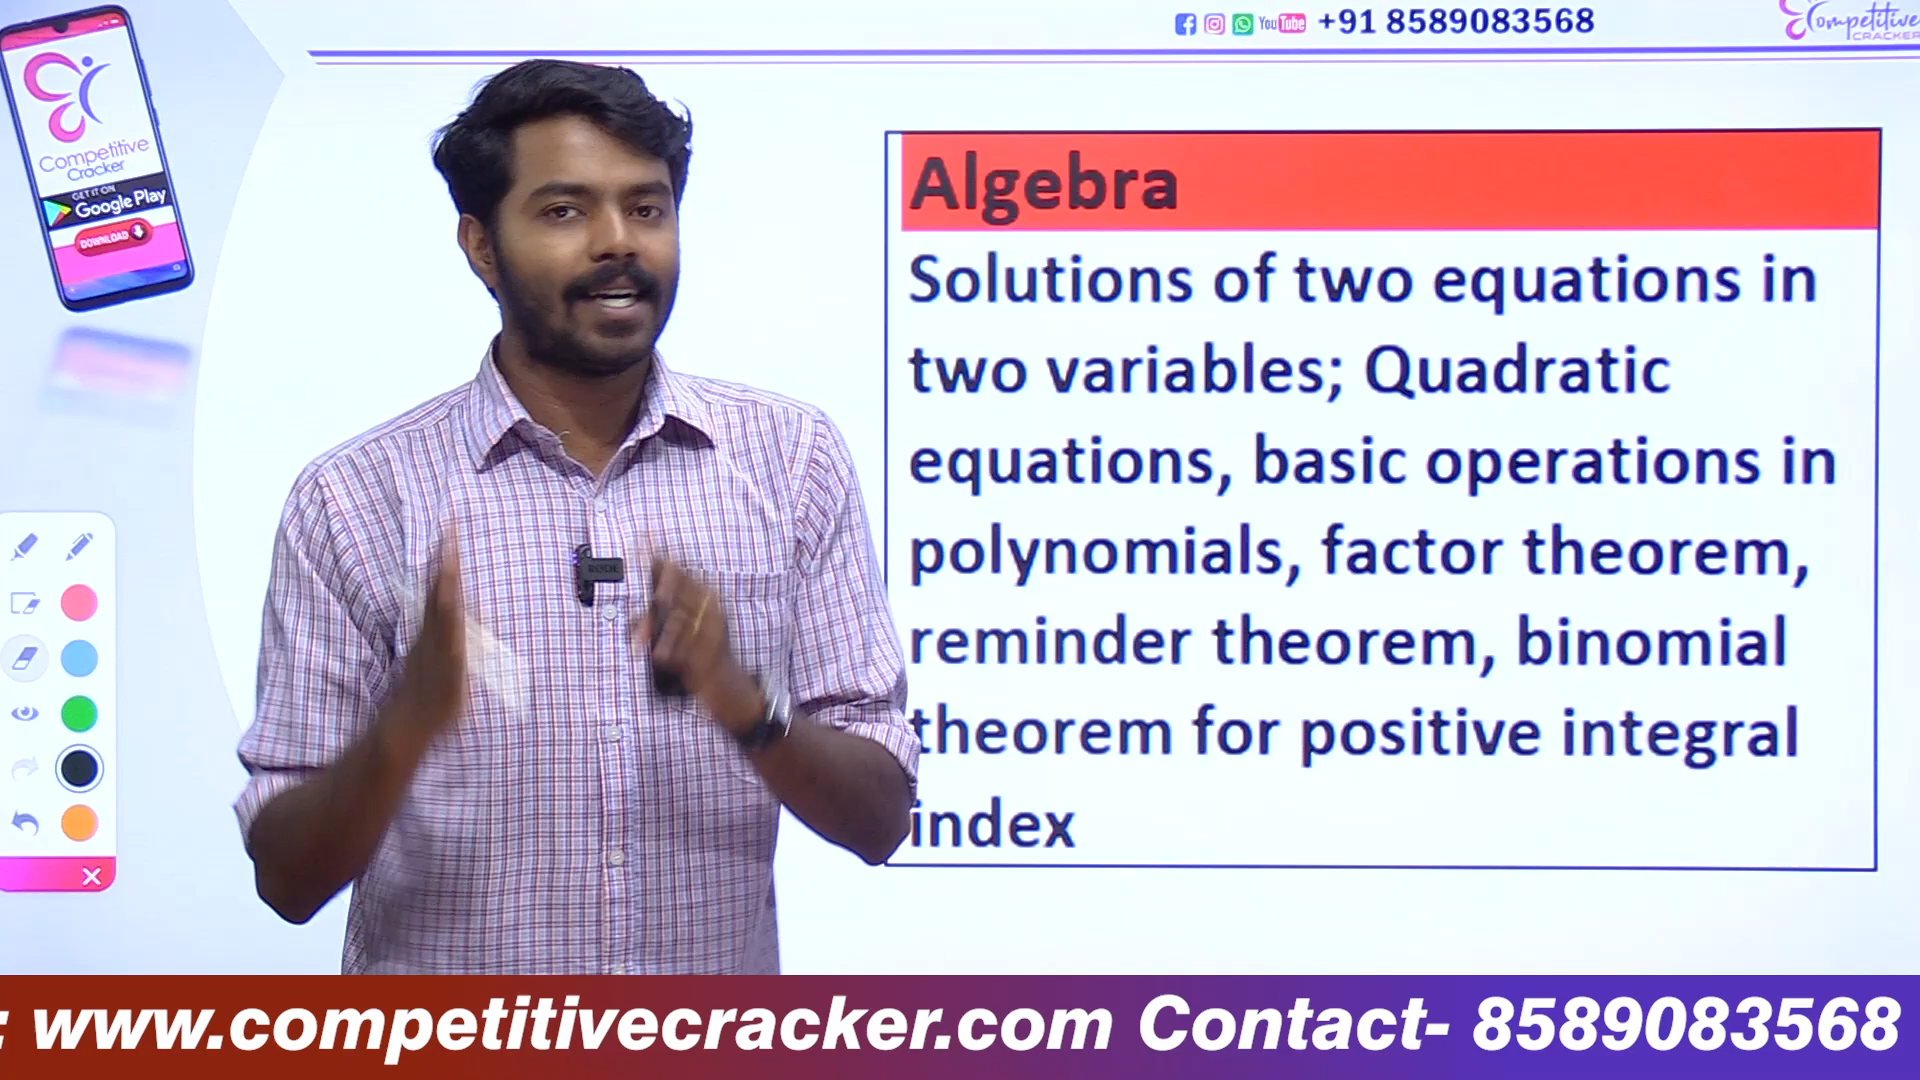 You Tube +91 8589083568
Competitive
CRACKER
Competitive
Cracker
GET IT ON
Google Play
DOWNLOAD
Algebra
Solutions of two equations in
two variables; Quadratic
equations, basic operations in
polynomials, factor theorem,
reminder theorem, binomial
theorem for positive integral
index
: www.competitivecracker.com Contact- 8589083568